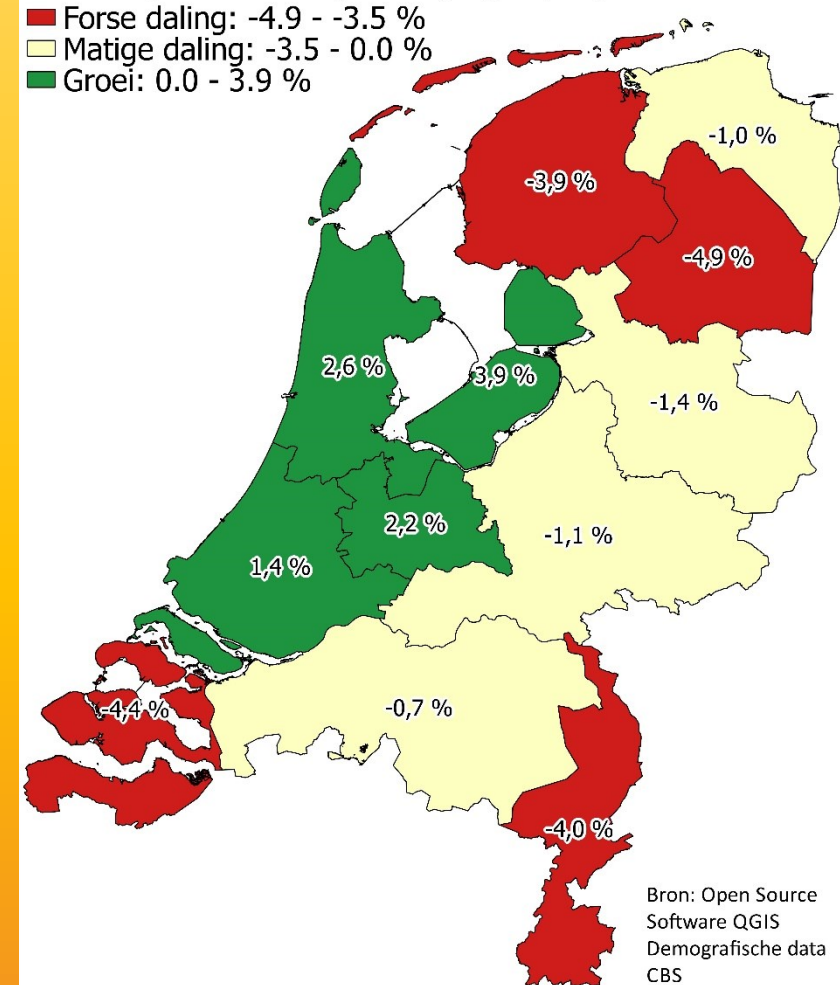 Forse daling: -4.9 - -3.5 %
Matige daling: -3.5 - 0.0 %
Groei: 0.0 - 3.9 %
-1,0 %
-3,9 %
-4,9 %
2,6 %
3,9 %
-1,4 %
2,2 %
-1,1 %
1,4 %
-4,4 %
-0,7 %
-4,0 %
Bron: Open Source
Software QGIS
Demografische data
CBS